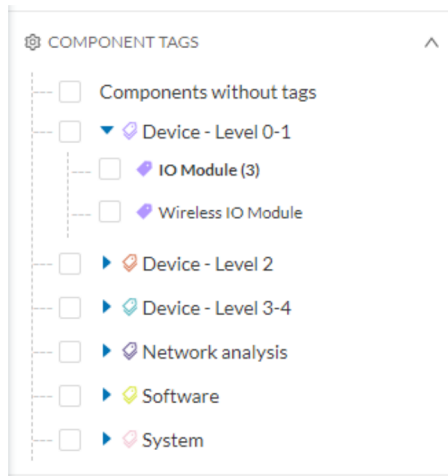 COMPONENT TAGS
Components without tags
Device - Level 0-1
IO Module (3)
Wireless IO Module
Device - Level 2
Device - Level 3-4
Network analysis
Software
System